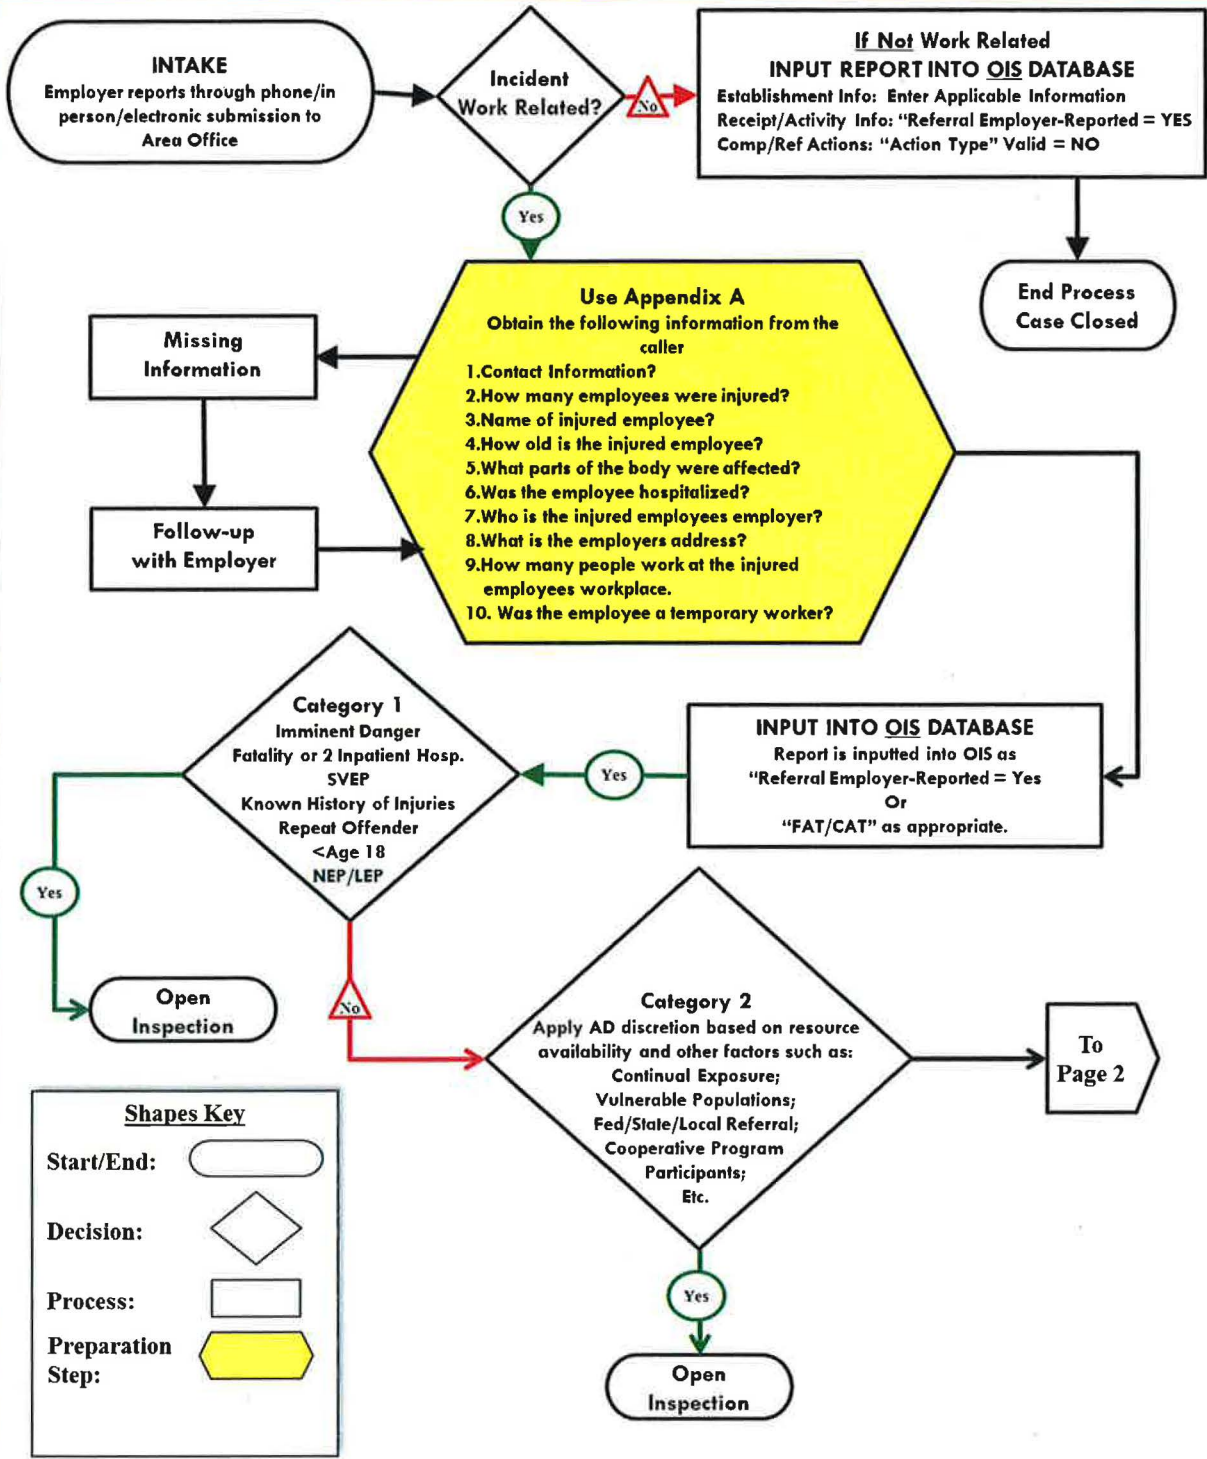 INTAKE
Employer reports through phone/in
person/electronic submission to
Area Office
Incident
Work Related?
No
If Not Work Related
INPUT REPORT INTO OIS DATABASE
Establishment Info: Enter Applicable Information
Receipt/Activity Info: “Referral Employer-Reported = YES
Comp/Ref Actions: “Action Type” Valid = NO
Yes
End Process
Case Closed
Use Appendix A
Obtain the following information from the
caller
1.Contact Information?
2.How many employees were injured?
3.Name of injured employee?
4.How old is the injured employee?
5.What parts of the body were affected?
6.Was the employee hospitalized?
7.Who is the injured employees employer?
8.What is the employers address?
9.How many people work at the injured
employees workplace.
10. Was the employee a temporary worker?
Missing
Information
Follow-up
with Employer
INPUT INTO OIS DATABASE
Report is inputted into OIS as
“Referral Employer-Reported = Yes
Or
“FAT/CAT” as appropriate.
Yes
Category 1
Imminent Danger
Fatality or 2 Inpatient Hosp.
SVEP
Known History of Injuries
Repeat Offender
<Age 18
NEP/LEP
Yes
Open
Inspection
No
Category 2
Apply AD discretion based on resource
availability and other factors such as:
Continual Exposure;
Vulnerable Populations;
Fed/State/Local Referral;
Cooperative Program
Participants;
Etc.
To
Page 2
Yes
Open
Inspection
Shapes Key
Start/End:
Decision:
Process:
Preparation
Step: